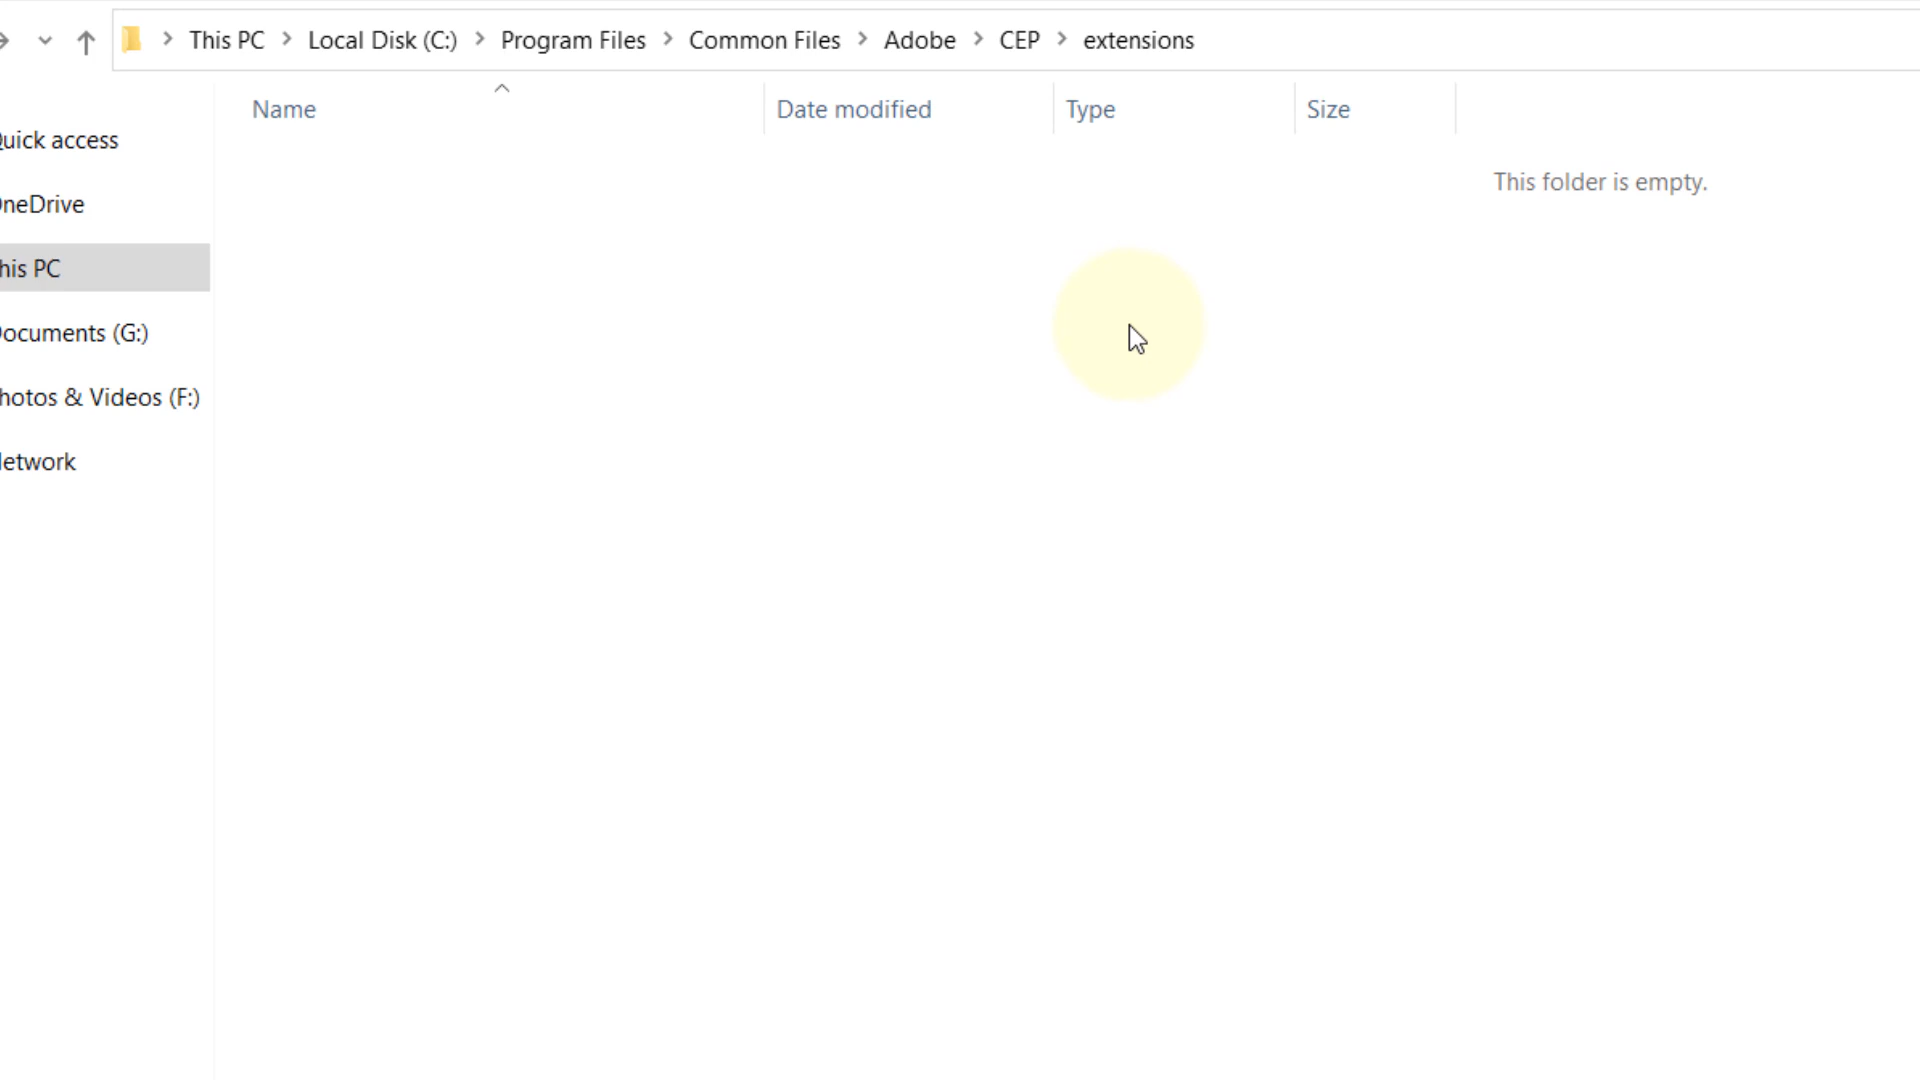 This PC > Local Disk (C:) > Program Files > Common Files > Adobe > CEP > extensions
Name Date modified Type Size
uick access
This folder is empty.
neDrive
his PC
ocuments (G:)
hotos & Videos (F:)
etwork